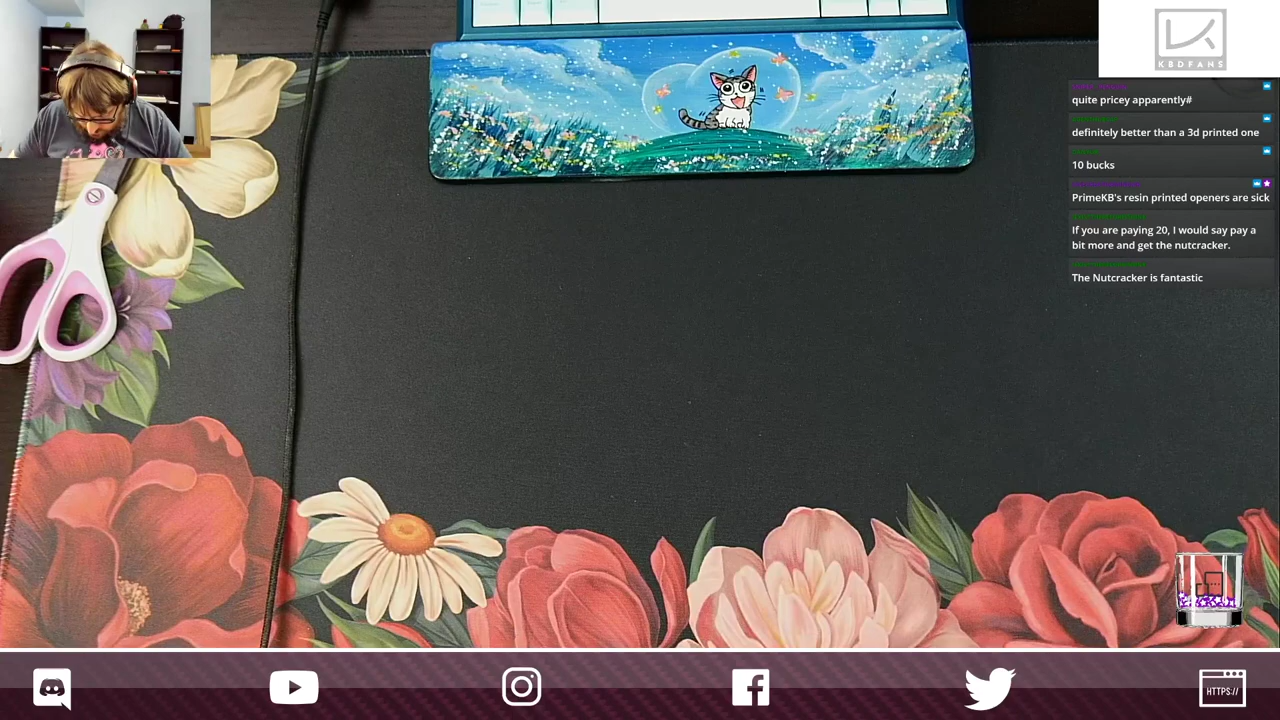 KBDFANS
quite pricey apparently#
definitely better than a 3d printed one
10 bucks
PrimeKB's resin printed openers are sick
If you are paying 20, I would say pay a
bit more and get the nutcracker.
The Nutcracker is fantastic
HTTPS://